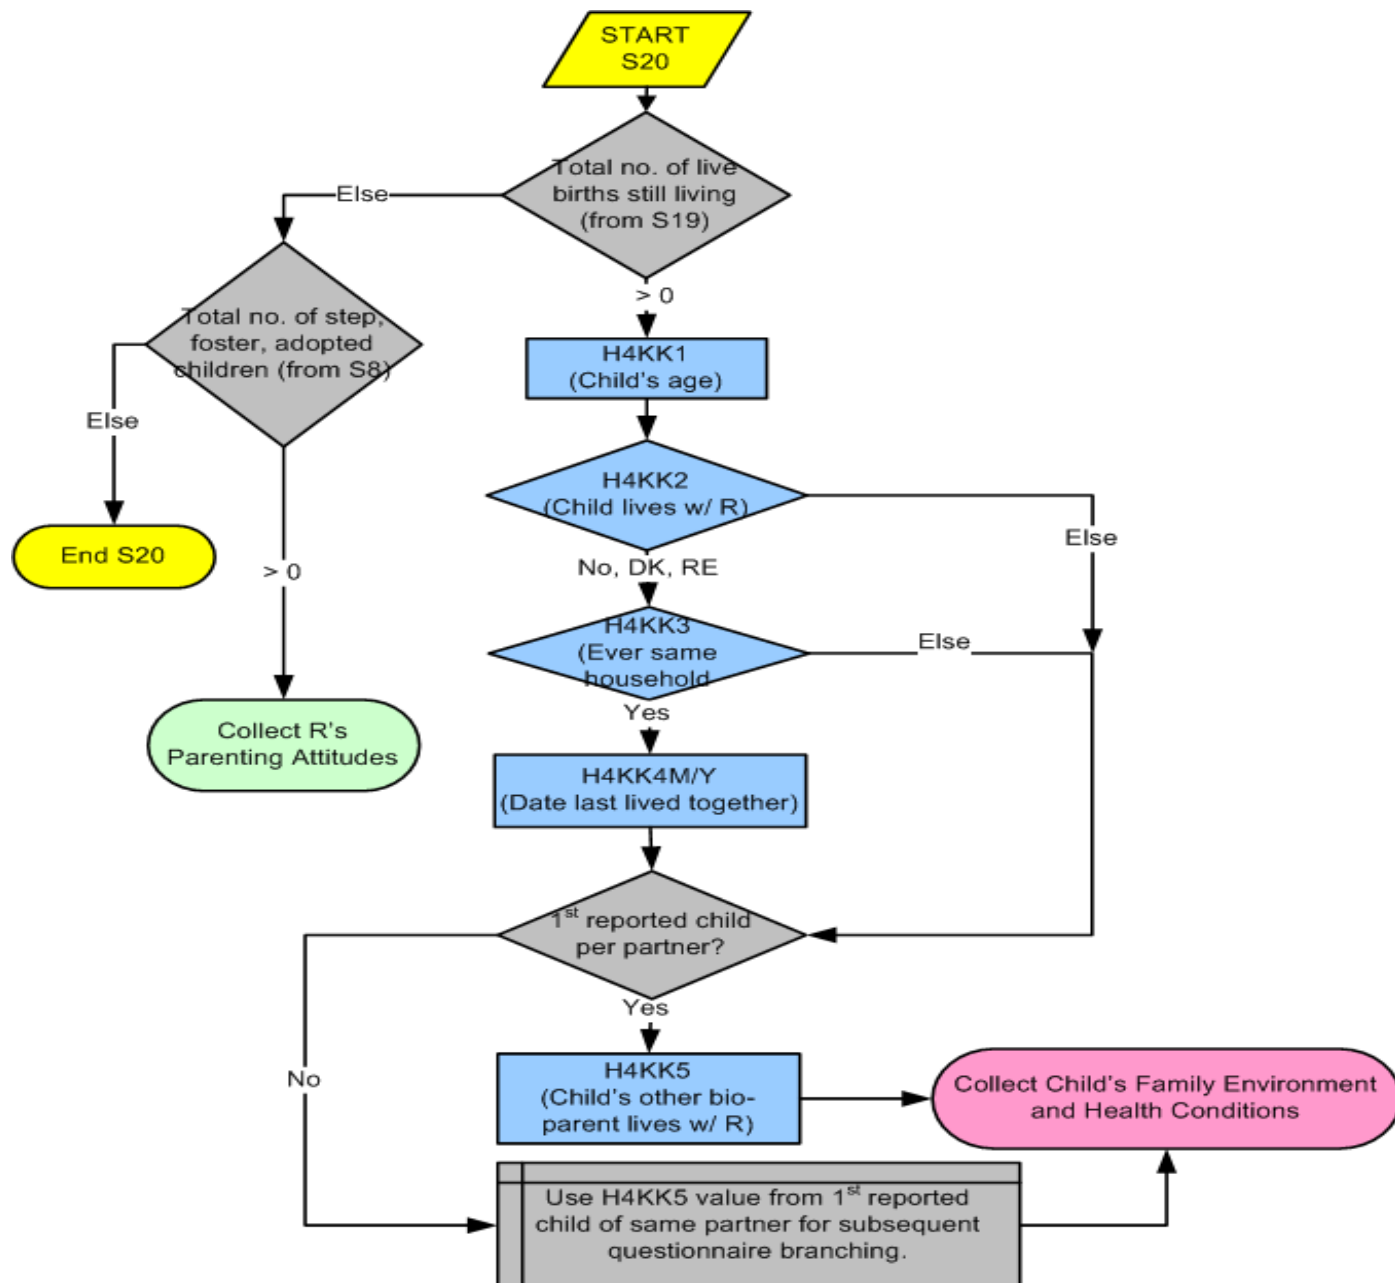 START
S20
Total no. of live
births still living
(from S19)
Else
> 0
Total no. of step,
foster, adopted
children (from S8)
Else
> 0
End S20
Collect R's
Parenting Attitudes
H4KK1
(Child's age)
H4KK2
(Child lives w/ R)
Else
No, DK, RE
H4KK3
(Ever same
household
Else
Yes
H4KK4M/Y
(Date last lived together)
1st reported child
per partner?
Yes
No
H4KK5
(Child's other bio-
parent lives w/ R)
Collect Child's Family Environment
and Health Conditions
Use H4KK5 value from 1st reported
child of same partner for subsequent
questionnaire branching.